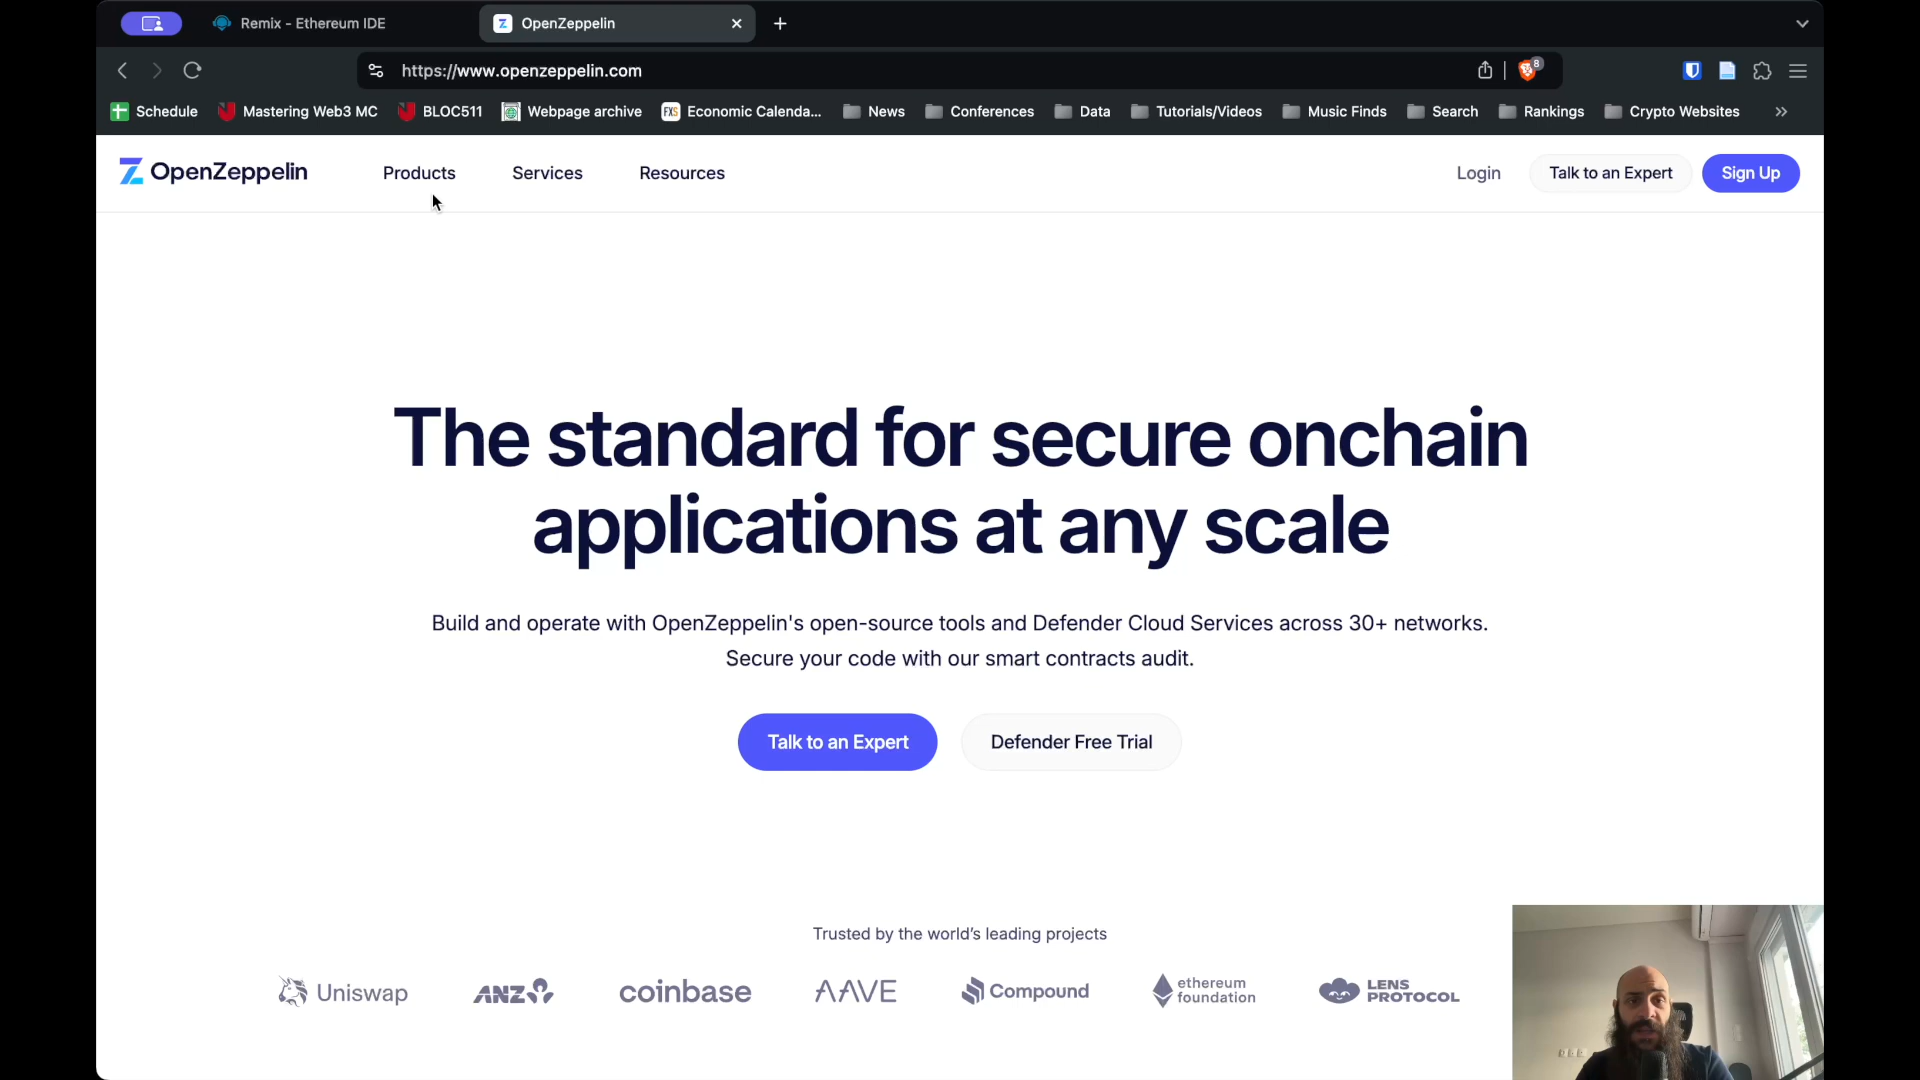 Remix - Ethereum IDE
OpenZeppelin
https://www.openzeppelin.com
8
Schedule
Mastering Web3 MC
BLOC511
Webpage archive
FXS
Economic Calenda...
News
Conferences
Data
Tutorials/Videos
Music Finds
Search
Rankings
Crypto Websites
OpenZeppelin
Products
Services
Resources
Login
Talk to an Expert
Sign Up
The standard for secure onchain
applications at any scale
Build and operate with OpenZeppelin's open-source tools and Defender Cloud Services across 30+ networks.
Secure your code with our smart contracts audit.
Talk to an Expert
Defender Free Trial
Trusted by the world’s leading projects
Uniswap
ANZ
coinbase
AAVE
Compound
ethereum
foundation
LENS
PROTOCOL